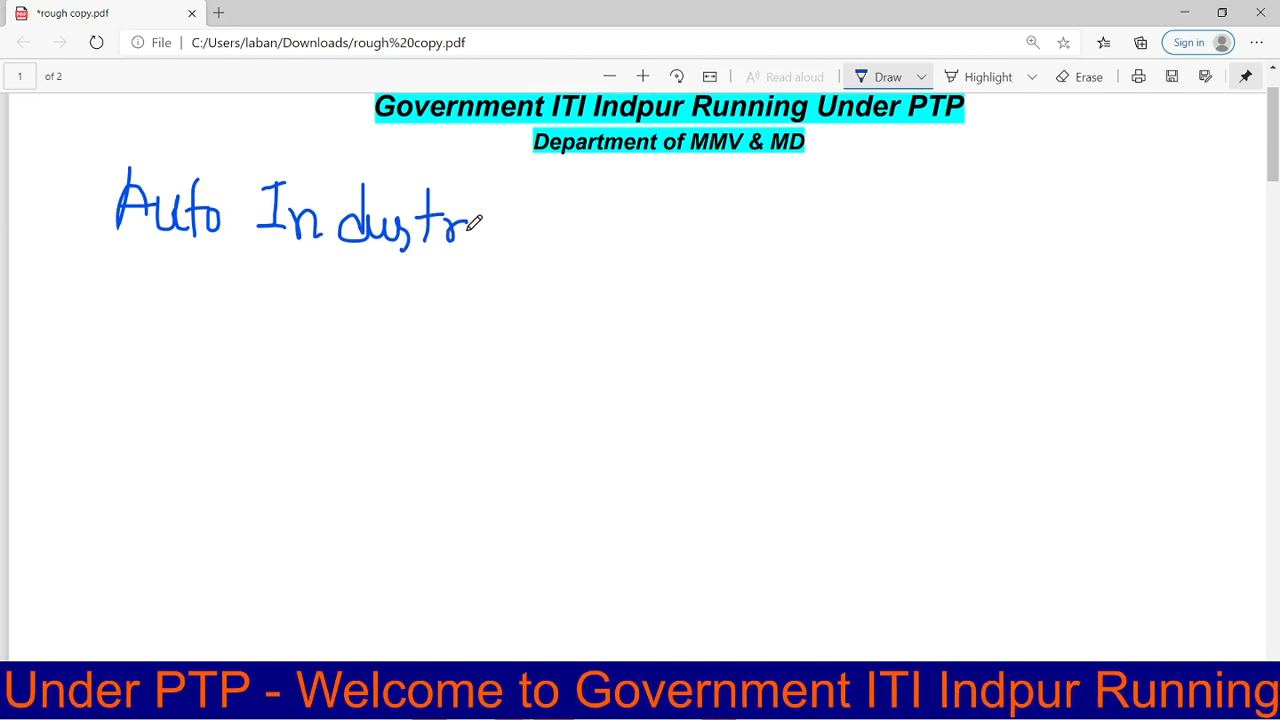 *rough copy.pdf
File C:/Users/laban/Downloads/rough%20copy.pdf Sign in
1 of 2 Read aloud Draw Highlight Erase
Government ITI Indpur Running Under PTP
Department of MMV & MD
Auto Industr
Under PTP - Welcome to Government ITI Indpur Running